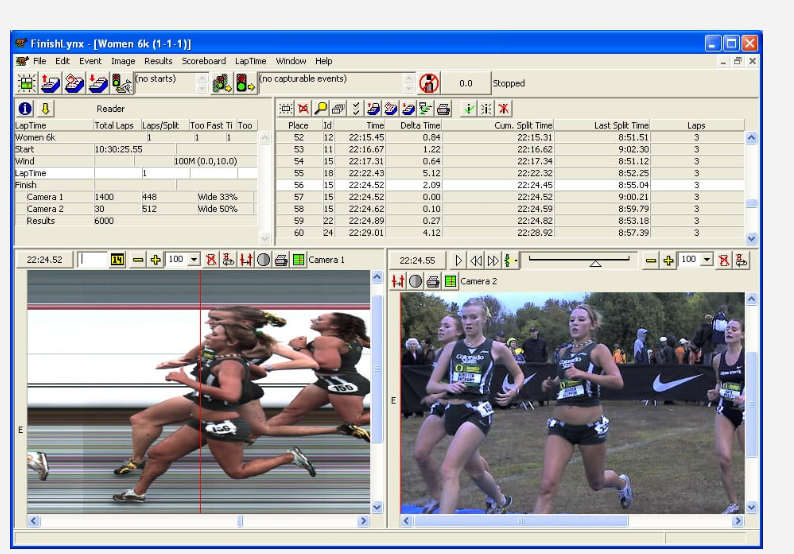 FinishLynx - [Women 6k (1-1-1)]
File Edit Event Image Results Scoreboard LapTime Window Help
(no starts) (no capturable events) 0.0 Stopped
Reader
LapTime Total Laps Laps/Split Too Fast Ti Too
Women 6k 1 1 1
Start 10:30:25.55
Wind 100M (0.0,10.0)
LapTime 1
Finish
Camera 1 1400 448 Wide 33%
Camera 2 30 512 Wide 50%
Results 6000
Place Id Time Delta Time Cum. Split Time Last Split Time Laps
52 12 22:15.45 0.84 22:15.31 8:51.51 3
53 11 22:16.67 1.22 22:16.62 9:02.30 3
54 15 22:17.31 0.64 22:17.34 8:51.12 3
55 18 22:22.43 5.12 22:22.32 8:52.25 3
56 15 22:24.52 2.09 22:24.45 8:55.04 3
57 15 22:24.52 0.00 22:24.52 9:00.21 3
58 15 22:24.62 0.10 22:24.59 8:59.79 3
59 22 22:24.89 0.27 22:24.82 8:53.18 3
60 24 22:29.01 4.12 22:28.92 8:57.39 3
22:24.52 14 100 Camera 1
22:24.55 100
Camera 2
E
155
156
E
Colorado
State